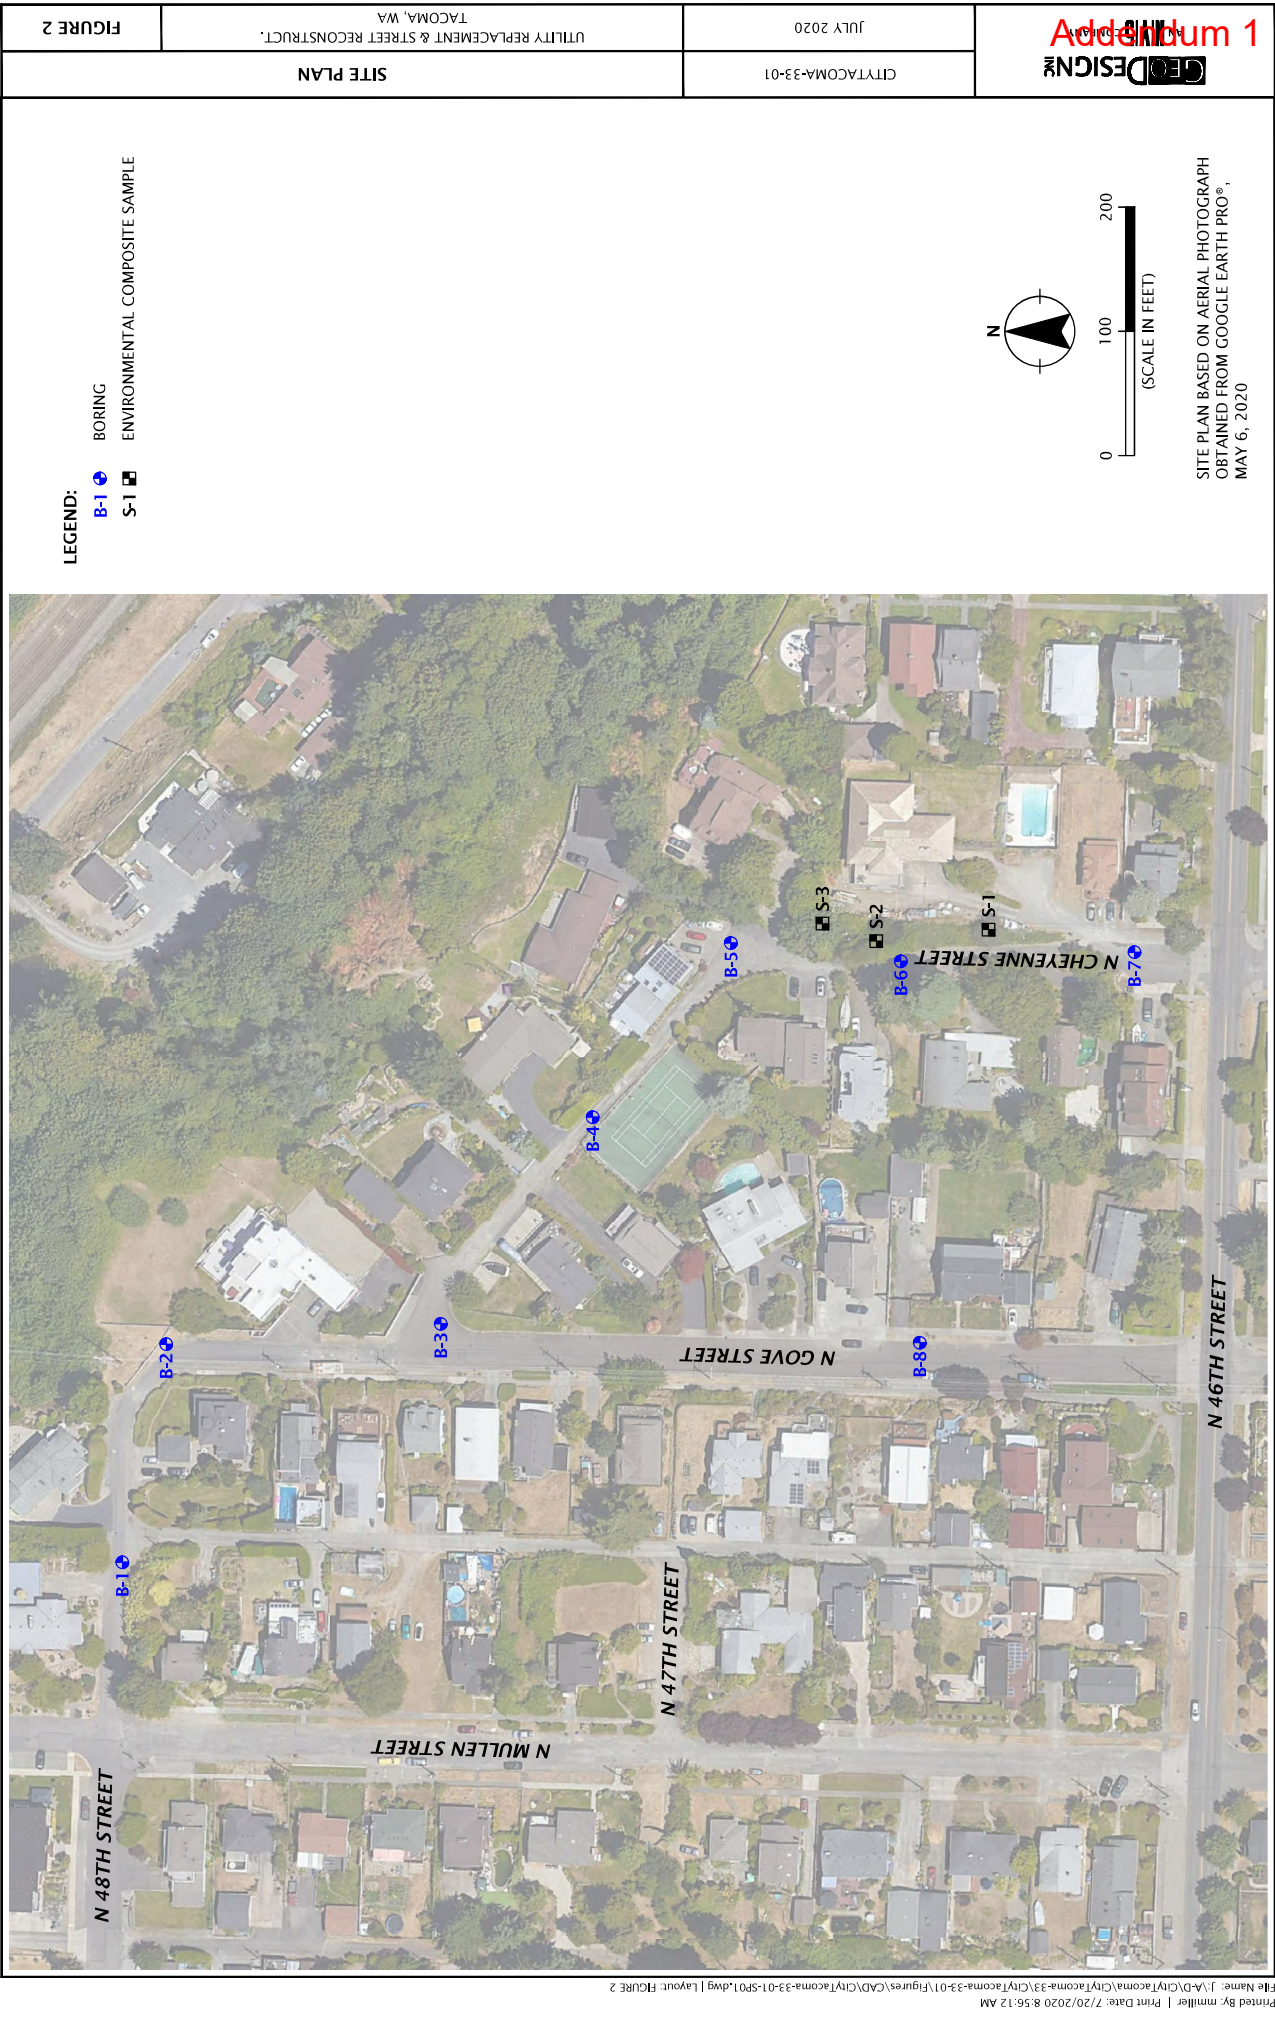 Addendum 1
FIGURE 2
UTILITY REPLACEMENT & STREET RECONSTRUCT.
TACOMA, WA
SITE PLAN
JULY 2020
CITYTACOMA-33-01
GEODESIGN INC
AN NV5 COMPANY
LEGEND:
B-1 BORING
S-1 ENVIRONMENTAL COMPOSITE SAMPLE
N
0 100 200
(SCALE IN FEET)
SITE PLAN BASED ON AERIAL PHOTOGRAPH
OBTAINED FROM GOOGLE EARTH PRO®,
MAY 6, 2020
N 48TH STREET
N MULLEN STREET
N 47TH STREET
N 46TH STREET
N GOVE STREET
N CHEYENNE STREET
B-1
B-2
B-3
B-4
B-5
B-6
B-7
B-8
S-3
S-2
S-1
Printed By: mmiller | Print Date: 7/20/2020 8:56:12 AM
File Name: J:\A-D\CityTacoma\CityTacoma-33\CityTacoma-33-01\Figures\CAD\CityTacoma-33-01-SP01.dwg | Layout: FIGURE 2